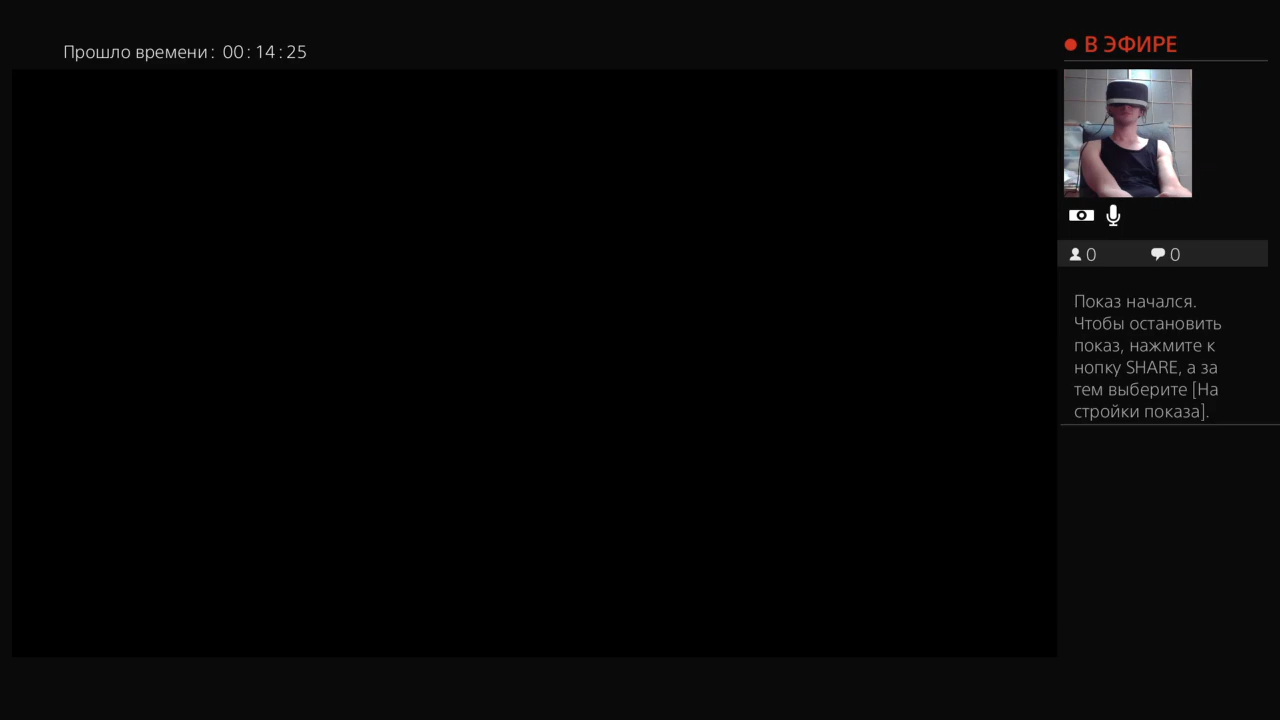 Прошло времени: 00:14:25
В ЭФИРЕ
0 0
Показ начался.
Чтобы остановить
показ, нажмите к
нопку SHARE, а за
тем выберите [На
стройки показа].